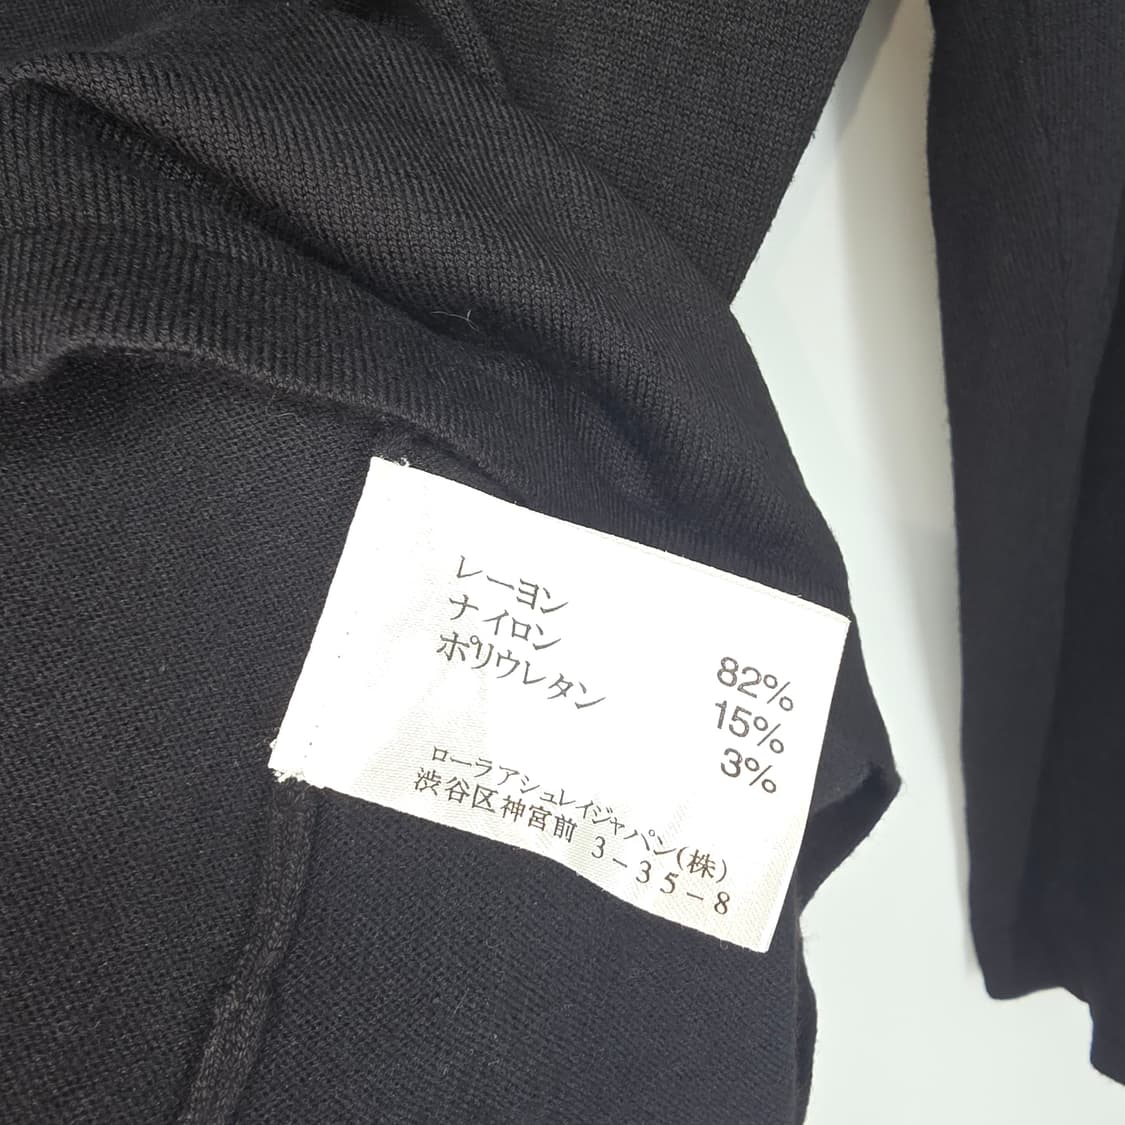 レーヨン 82%
ナイロン 15%
ポリウレタン 3%
ローラアシュレイジャパン(株)
渋谷区神宮前 3-35-8